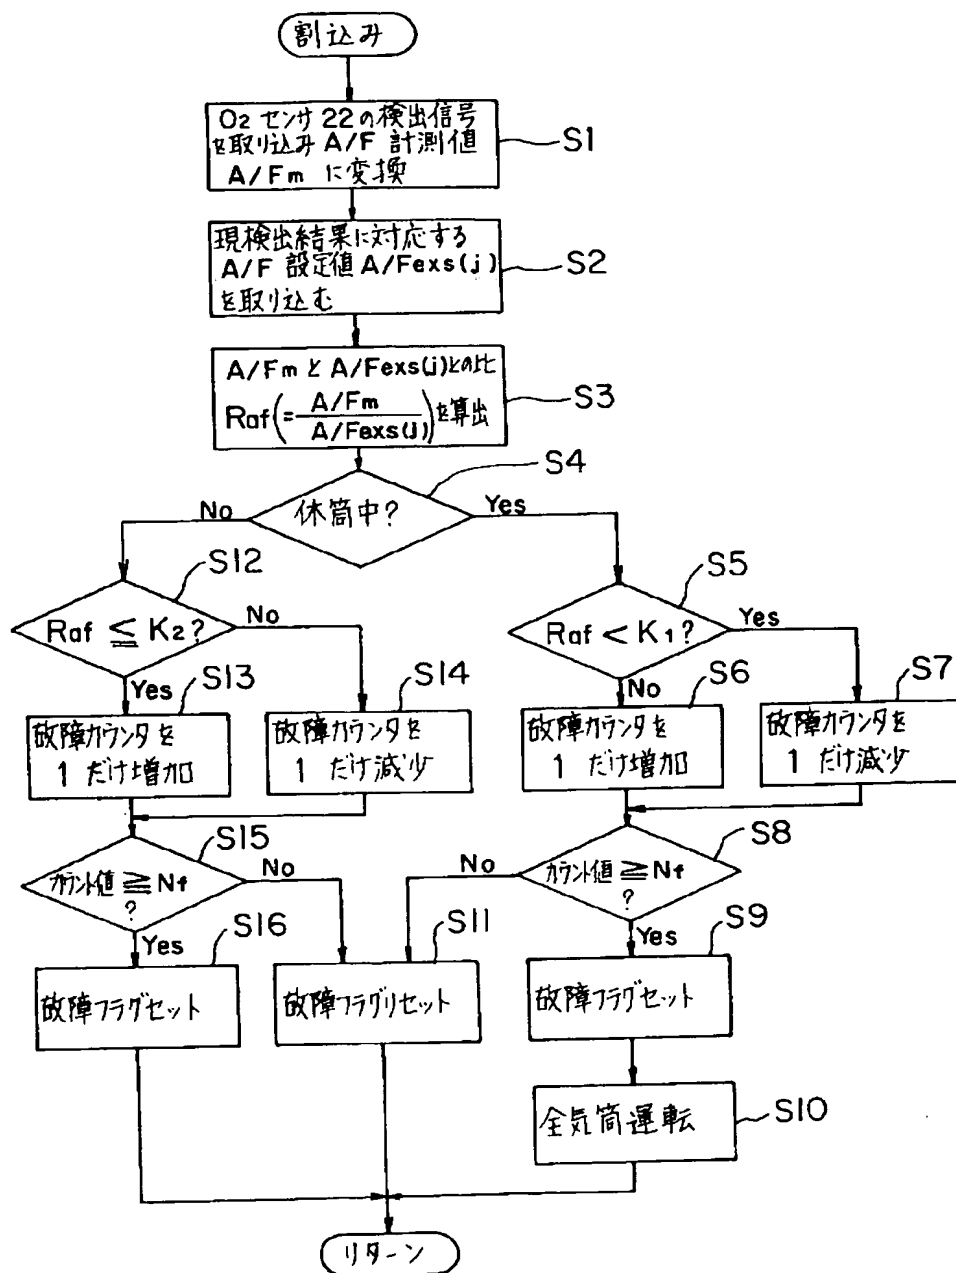 割込み
O2 センサ 22 の検出信号
を取り込み A/F 計測値
A/Fm に変換
S1
現検出結果に対応する
A/F 設定値 A/Fexs(j)
を取り込む
S2
A/Fm と A/Fexs(j)との比
Raf(= A/Fm / A/Fexs(j))を算出
S3
S4
休筒中?
No
Yes
S12
Raf ≦ K2?
No
S5
Raf < K1?
Yes
Yes
S13
故障カウンタを
1 だけ増加
S14
故障カウンタを
1 だけ減少
No
S6
故障カウンタを
1 だけ増加
S7
故障カウンタを
1 だけ減少
S15
カウント値 ≧ Nf
?
No
S8
カウント値 ≧ Nf
?
No
Yes
S16
故障フラグセット
S11
故障フラグリセット
Yes
S9
故障フラグセット
全気筒運転
S10
リターン